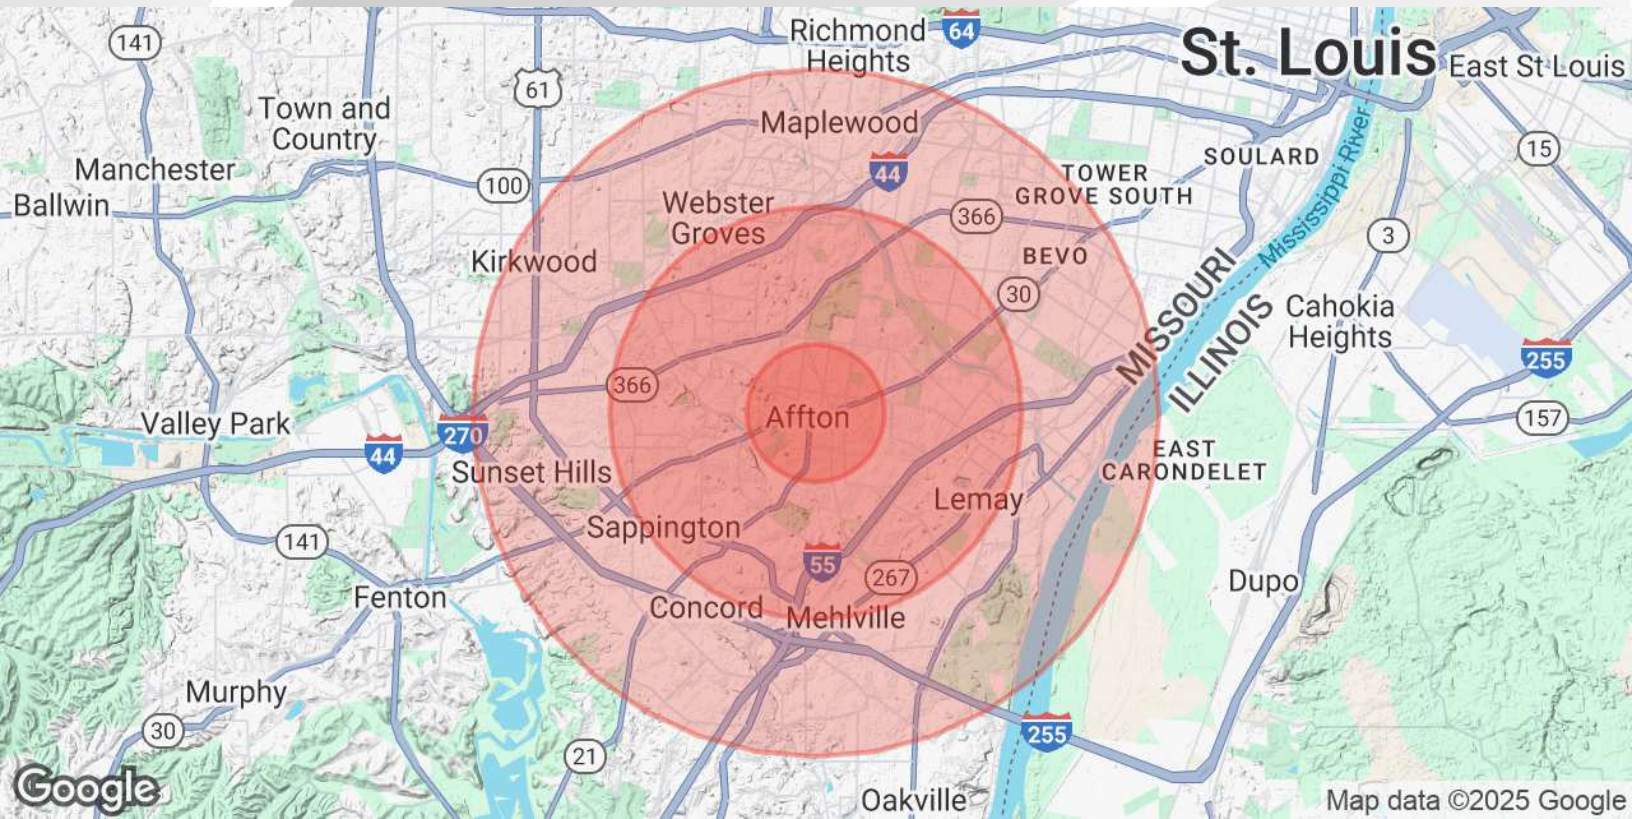 141
Richmond
Heights
64
St. Louis
East St Louis
61
Town and
Country
Maplewood
Manchester
100
44
TOWER
GROVE SOUTH
SOULARD
15
Ballwin
Webster
Groves
366
Mississippi River
Mississippi River
3
Kirkwood
BEVO
30
MISSOURI
ILLINOIS
Cahokia
Heights
255
366
Affton
157
Valley Park
270
44
Sunset Hills
EAST
CARONDELET
Lemay
Sappington
141
55
267
Fenton
Concord
Mehlville
Dupo
Murphy
30
21
255
Google
Oakville
Map data ©2025 Google